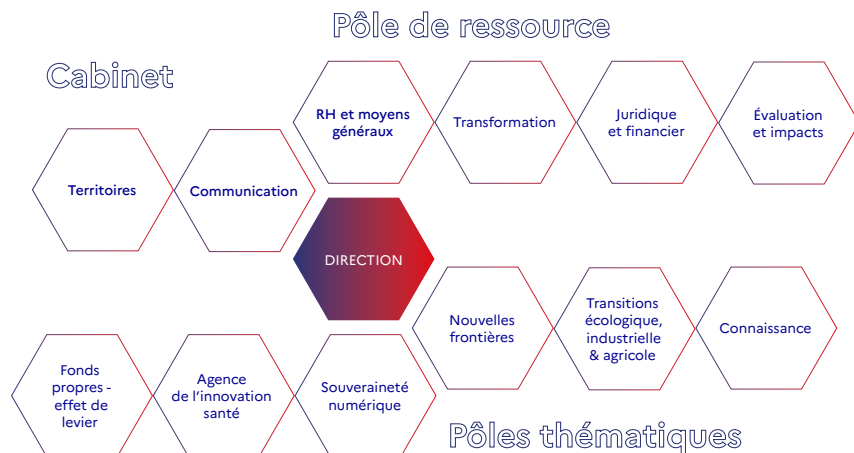 Pôle de ressource
Cabinet
RH et moyens
généraux
Transformation
Juridique
et financier
Évaluation
et impacts
Territoires
Communication
DIRECTION
Nouvelles
frontières
Transitions
écologique,
industrielle
& agricole
Connaissance
Fonds
propres -
effet de
levier
Agence
de l'innovation
santé
Souveraineté
numérique
Pôles thématiques